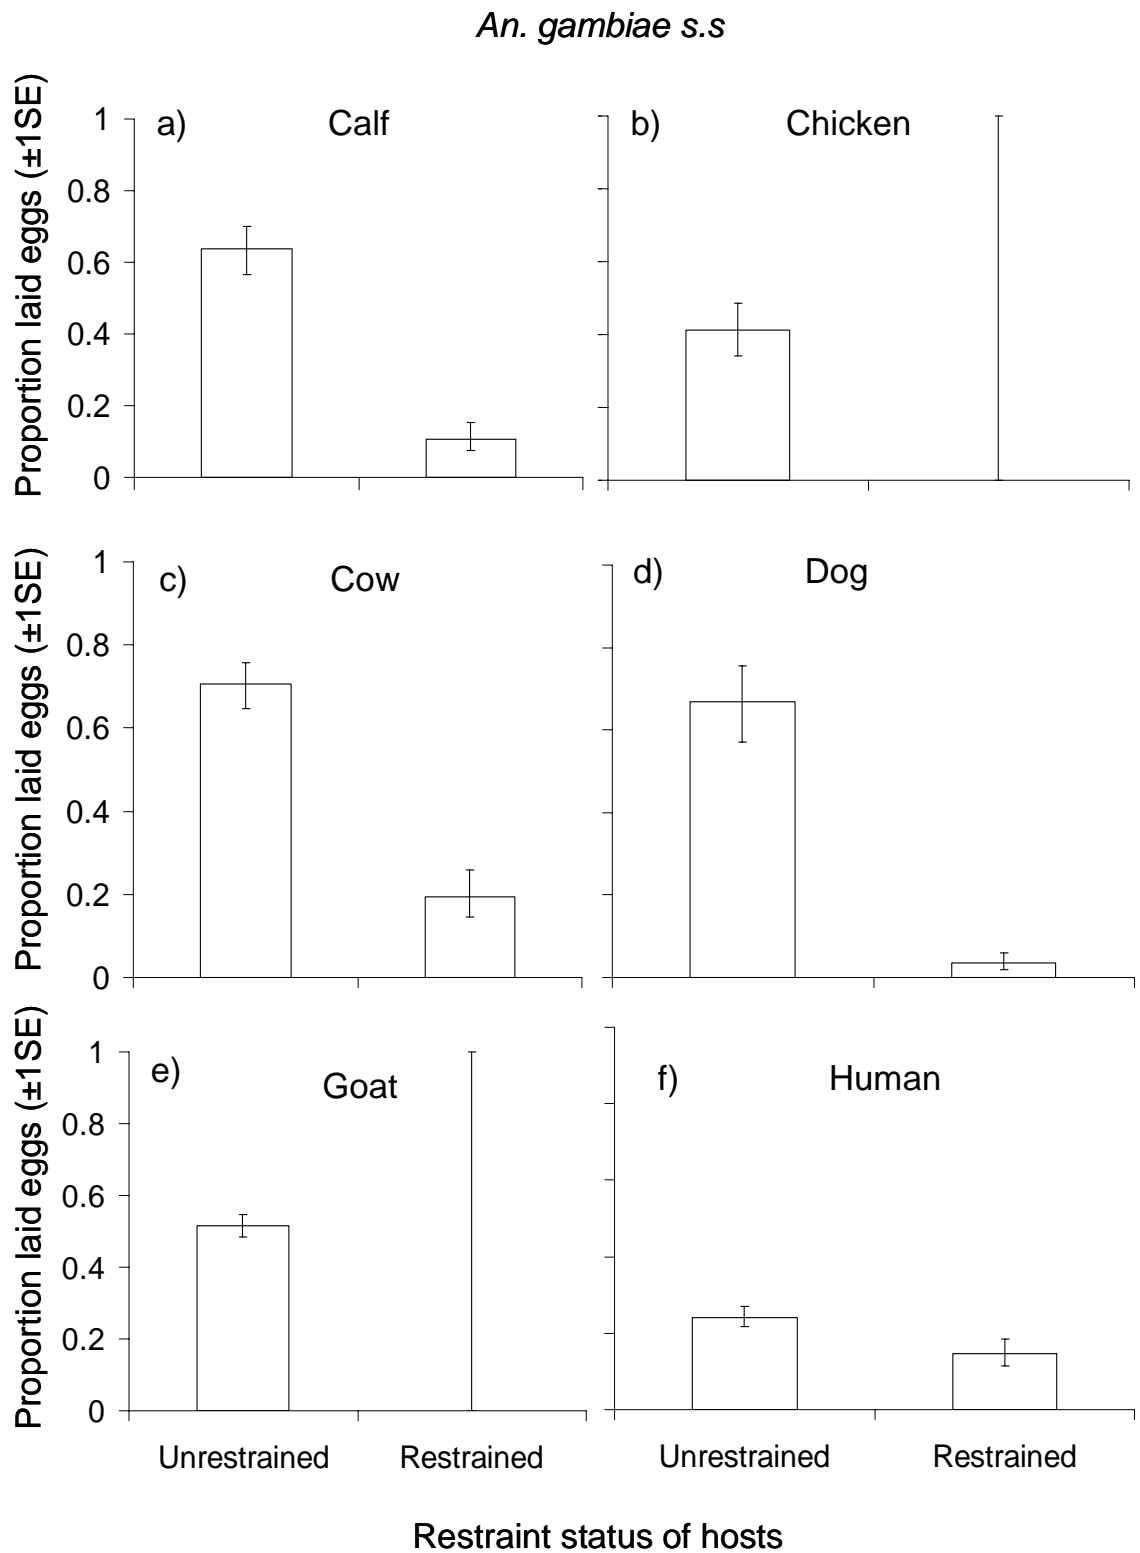 An. gambiae s.s
a) Calf
b) Chicken
Proportion laid eggs (±1SE)
1
0.8
0.6
0.4
0.2
0
c) Cow
d) Dog
Proportion laid eggs (±1SE)
1
0.8
0.6
0.4
0.2
0
e) Goat
f) Human
Proportion laid eggs (±1SE)
1
0.8
0.6
0.4
0.2
0
Unrestrained Restrained Unrestrained Restrained
Restraint status of hosts